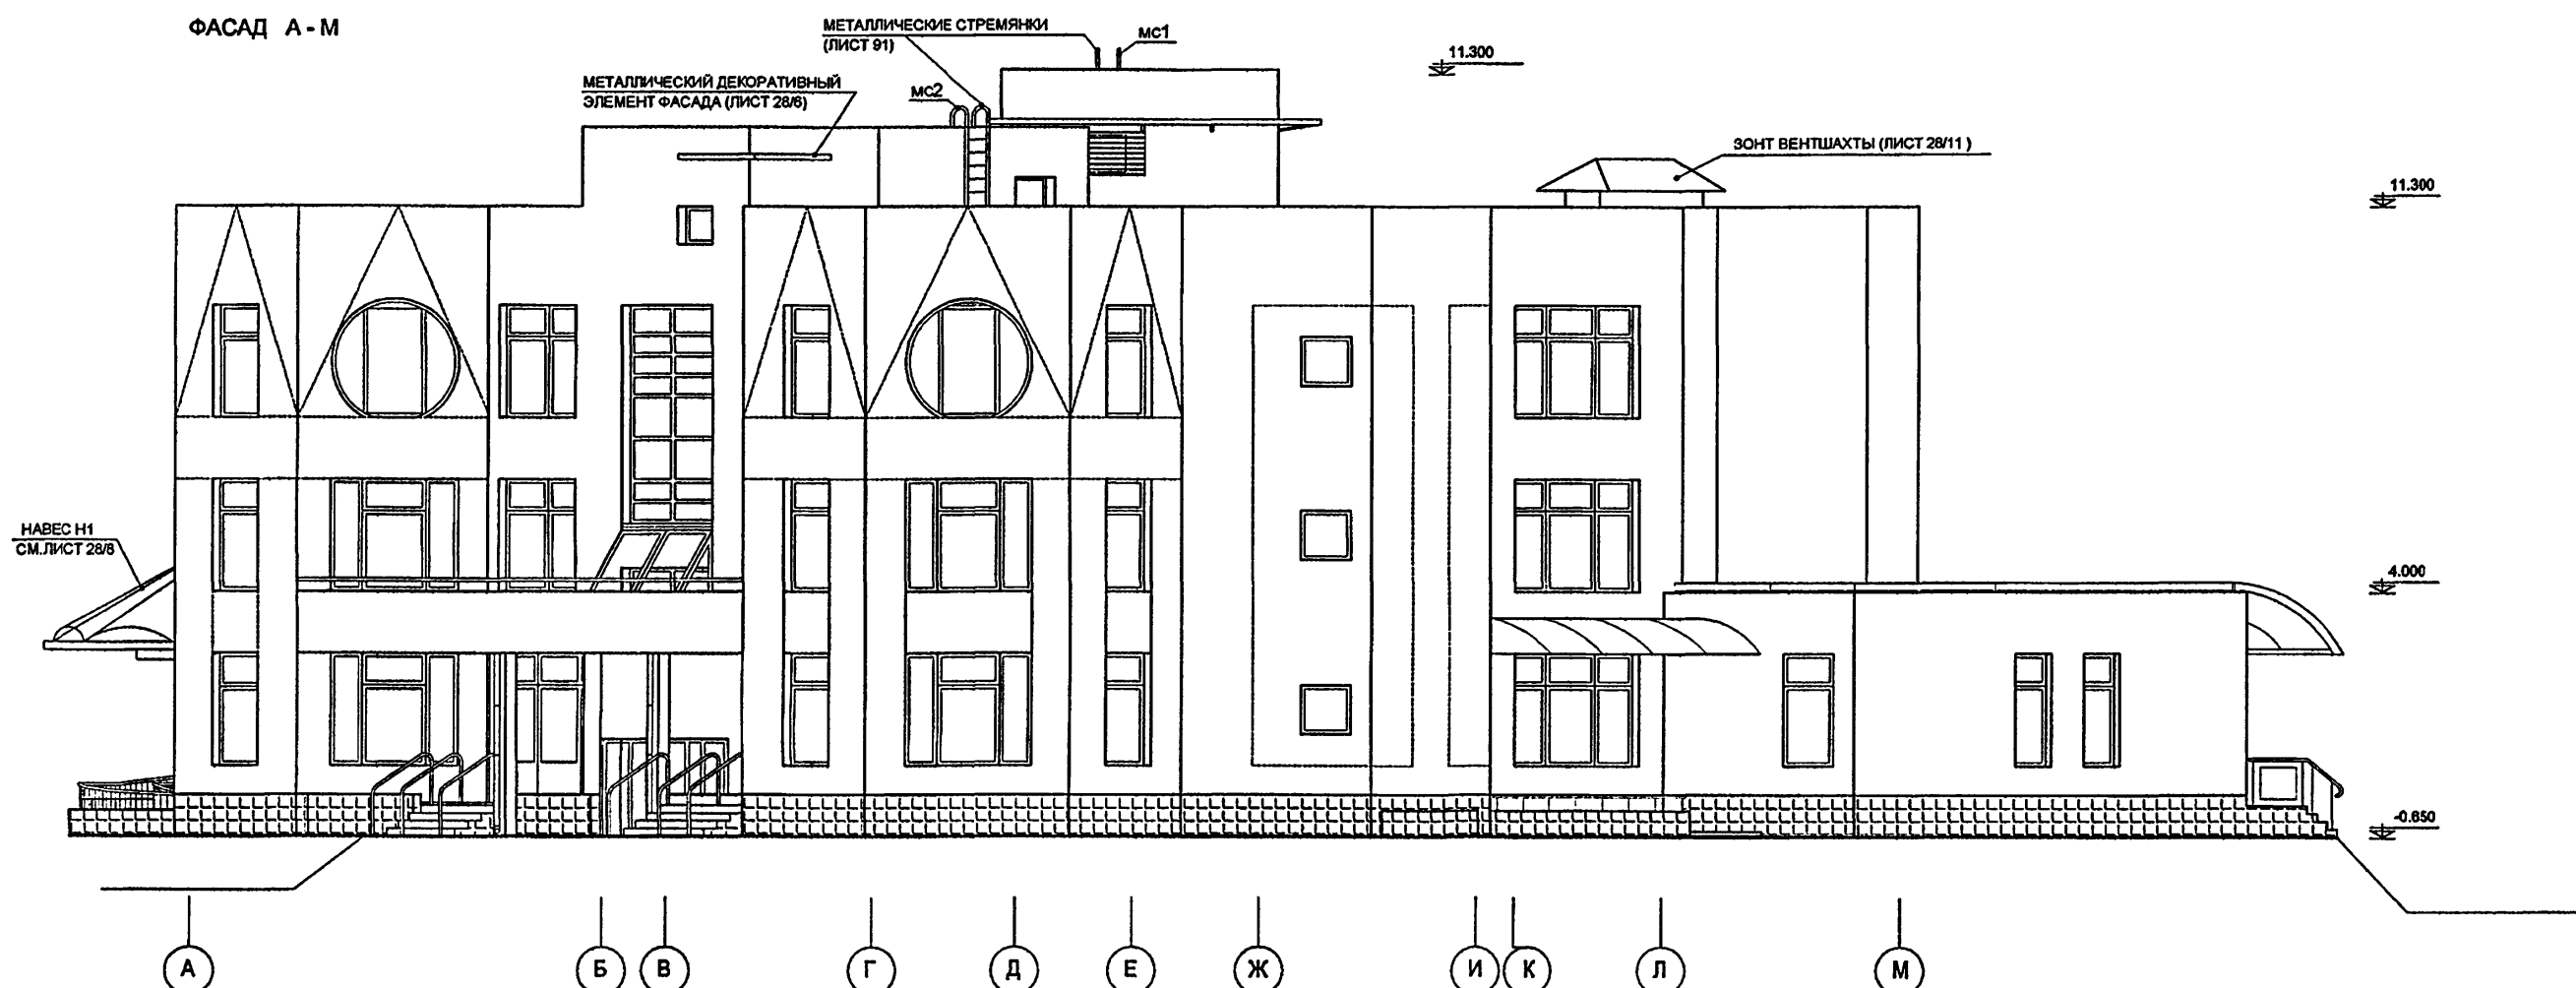 ФАСАД А - М
МЕТАЛЛИЧЕСКИЕ СТРЕМЯНКИ
(ЛИСТ 91)
мс1
11.300
МЕТАЛЛИЧЕСКИЙ ДЕКОРАТИВНЫЙ
ЭЛЕМЕНТ ФАСАДА (ЛИСТ 28/6)
мс2
ЗОНТ ВЕНТШАХТЫ (ЛИСТ 28/11 )
11.300
НАВЕС Н1
СМ.ЛИСТ 28/8
4.000
-0.650
А Б В Г Д Е Ж И К Л М